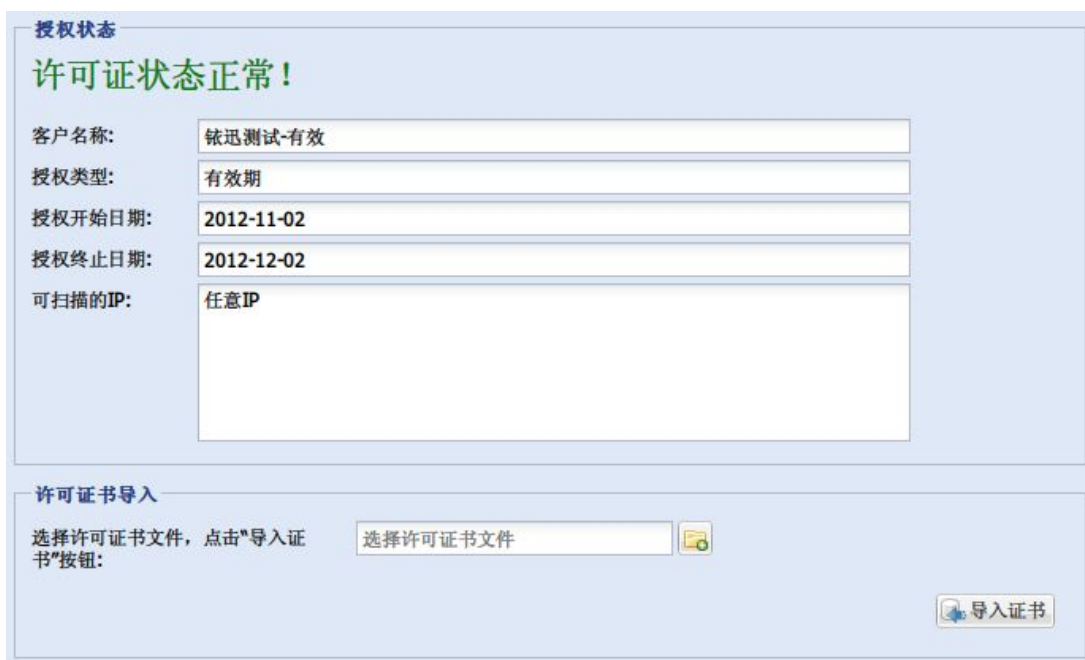 授权状态
许可证状态正常！
客户名称: 铱迅测试-有效
授权类型: 有效期
授权开始日期: 2012-11-02
授权终止日期: 2012-12-02
可扫描的IP: 任意IP
许可证书导入
选择许可证书文件，点击"导入证 选择许可证书文件
书"按钮:
导入证书